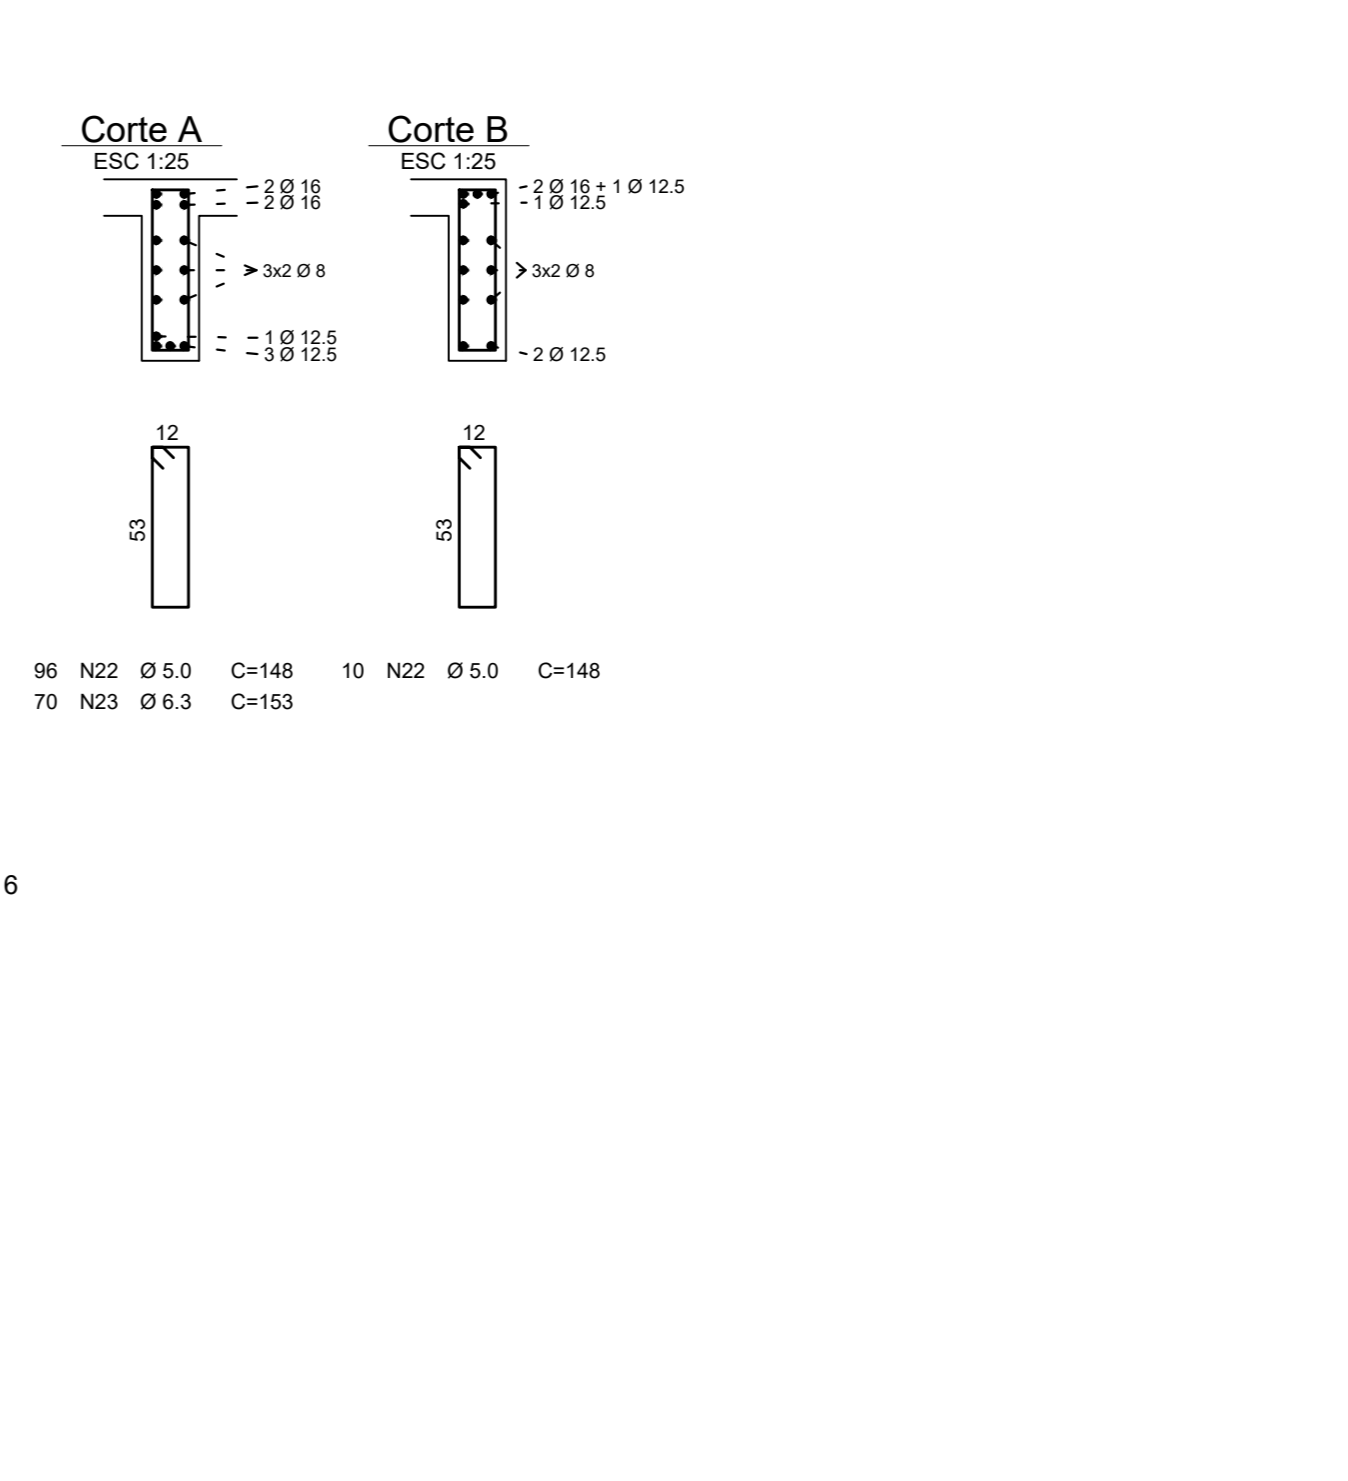 Corte A
ESC 1:25
2 Ø 16
2 Ø 16
3x2 Ø 8
1 Ø 12.5
3 Ø 12.5
Corte B
ESC 1:25
2 Ø 16 + 1 Ø 12.5
1 Ø 12.5
3x2 Ø 8
2 Ø 12.5
12
53
12
53
96 N22 Ø 5.0 C=148
70 N23 Ø 6.3 C=153
10 N22 Ø 5.0 C=148
6